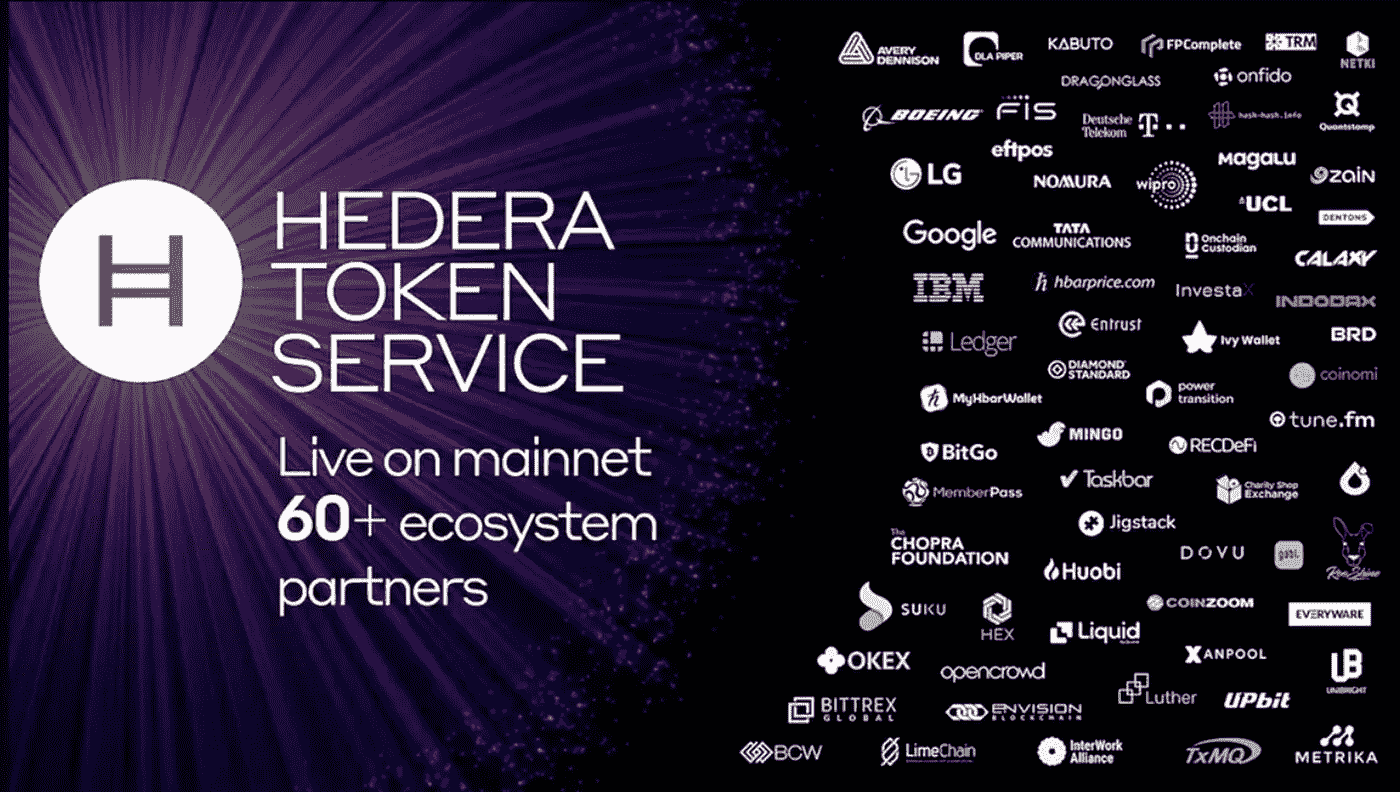 HEDERA
TOKEN
SERVICE
Live on mainnet
60+ ecosystem
partners
AVERY
DENNISON
DLA PIPER
KABUTO
FPComplete
TRM
NETKI
DRAGONGLASS
onfido
BOEING
FIS
Deutsche
Telekom
T
hash-hash.info
Quantstamp
eftpos
LG
NOMURA
wipro
MagaLu
zain
UCL
DENTONS
Google
TATA
COMMUNICATIONS
Onchain
Custodian
CALAXY
IBM
ℏ hbarprice.com
InvestaX
INDODAX
Ledger
Entrust
Ivy Wallet
BRD
DIAMOND
STANDARD
coinomi
MyHbarWallet
power
transition
tune.fm
MINGO
BitGo
RECDeFi
MemberPass
Taskbar
Charity Shop
Exchange
Jigstack
The
CHOPRA
FOUNDATION
Huobi
DOVU
SUKU
HEX
COINZOOM
EVERYWARE
Liquid
OKEX
opencrowd
XANPOOL
UNIBRIGHT
BITTREX
GLOBAL
ENVISION
BLOCKCHAIN
Luther
UPbit
BCW
LimeChain
InterWork
Alliance
TxMQ
METRIKA